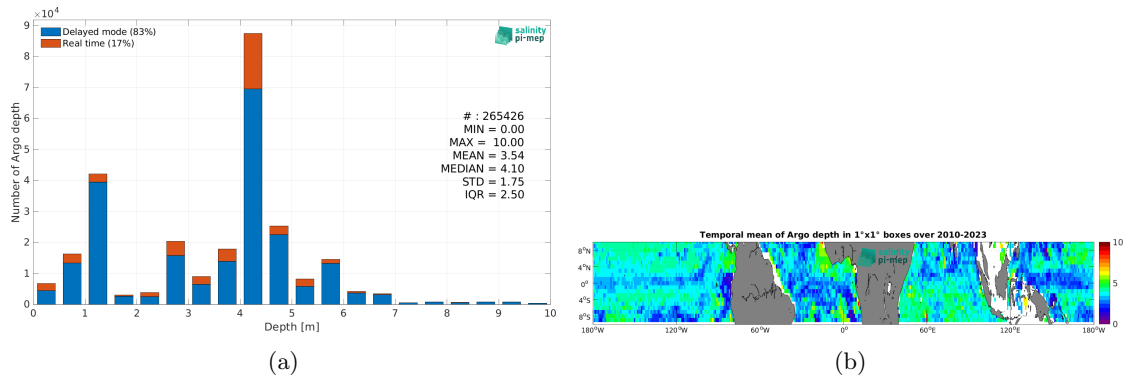 ×10⁴
9
8
7
6
5
4
3
2
1
0
Number of Argo depth
Delayed mode (83%)
Real time (17%)
salinity
pi-mep
# : 265426
MIN = 0.00
MAX = 10.00
MEAN = 3.54
MEDIAN = 4.10
STD = 1.75
IQR = 2.50
0 1 2 3 4 5 6 7 8 9 10
Depth [m]
(a)
Temporal mean of Argo depth in 1°x1° boxes over 2010-2023
salinity
pi-mep
8°N
4°N
0°
4°S
8°S
180°W 120°W 60°W 0° 60°E 120°E 180°W
10
5
0
(b)